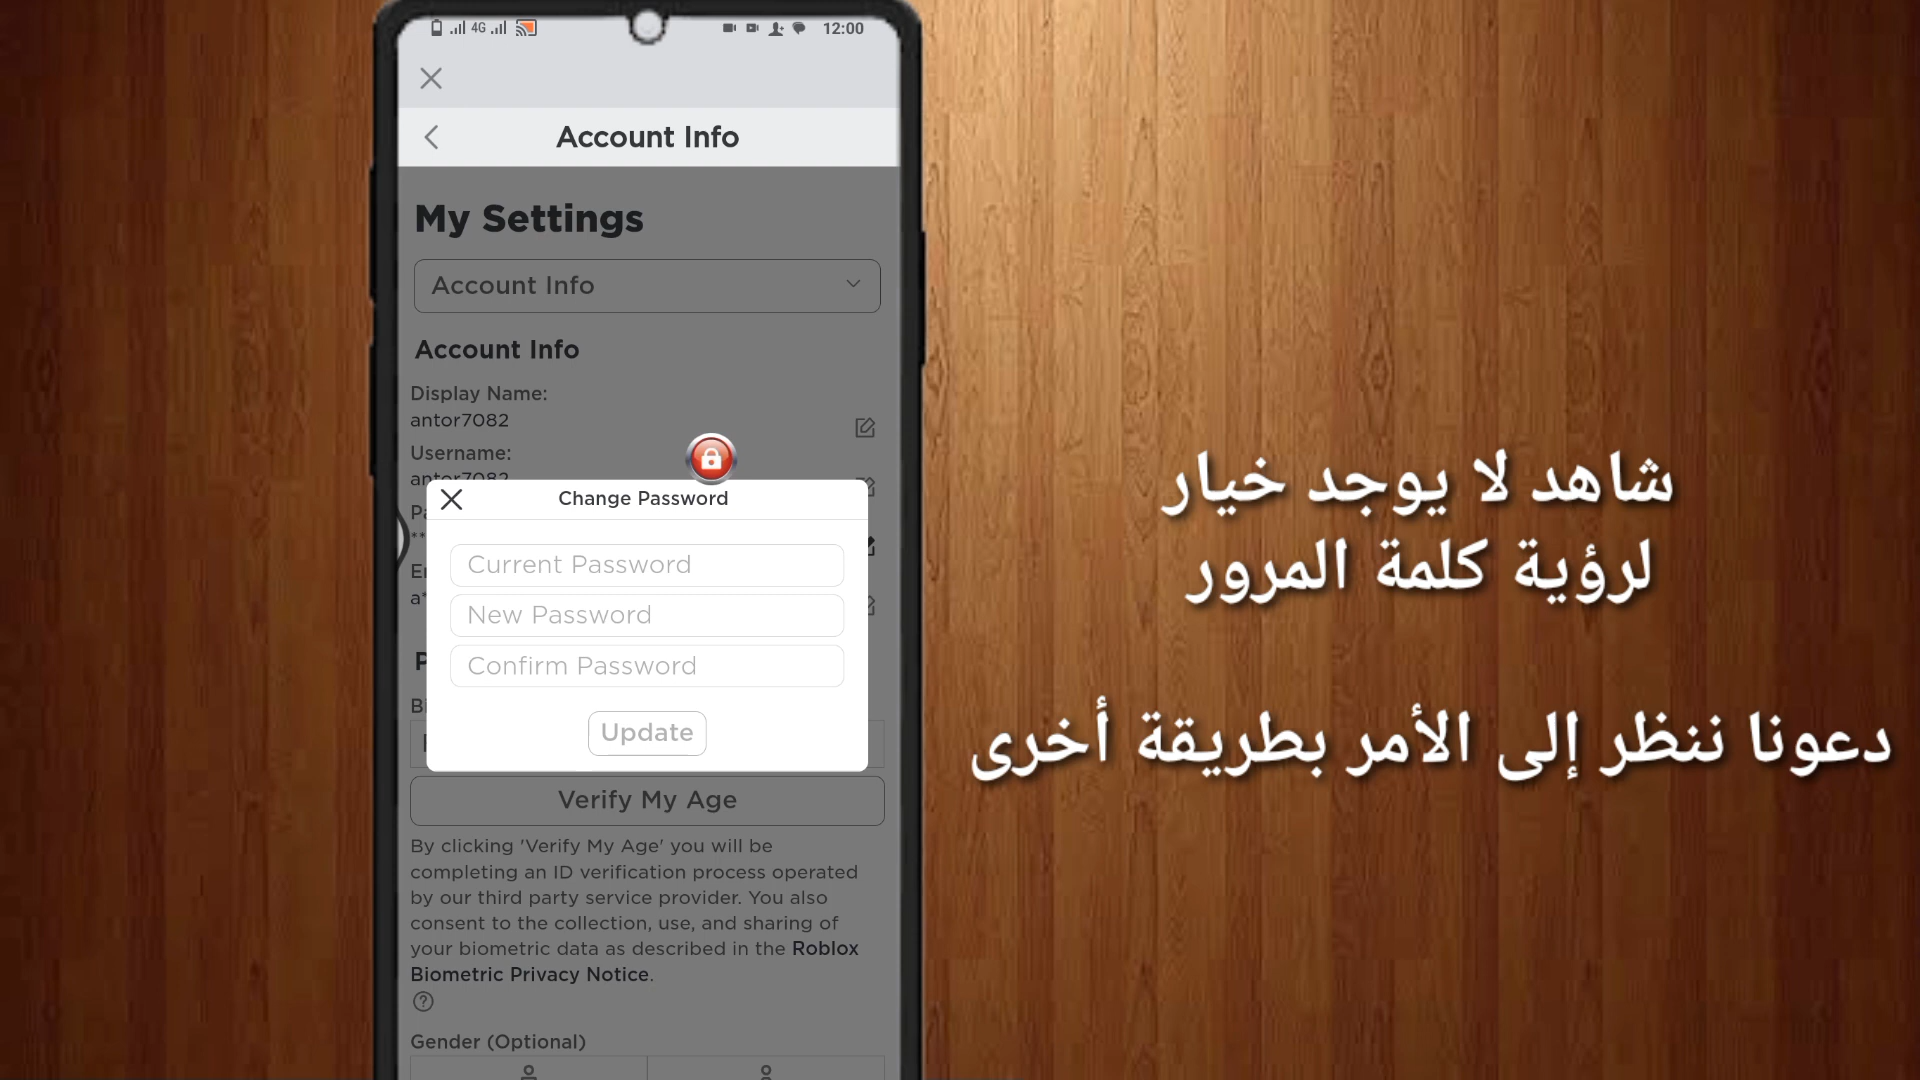 4G
12:00
Account Info
My Settings
Account Info
Account Info
Display Name:
antor7082
Username:
antor7082
Change Password
Current Password
New Password
Confirm Password
Update
Verify My Age
By clicking 'Verify My Age' you will be
completing an ID verification process operated
by our third party service provider. You also
consent to the collection, use, and sharing of
your biometric data as described in the Roblox
Biometric Privacy Notice.
Gender (Optional)
شاهد لا يوجد خيار
لرؤية كلمة المرور
دعونا ننظر إلى الأمر بطريقة أخرى